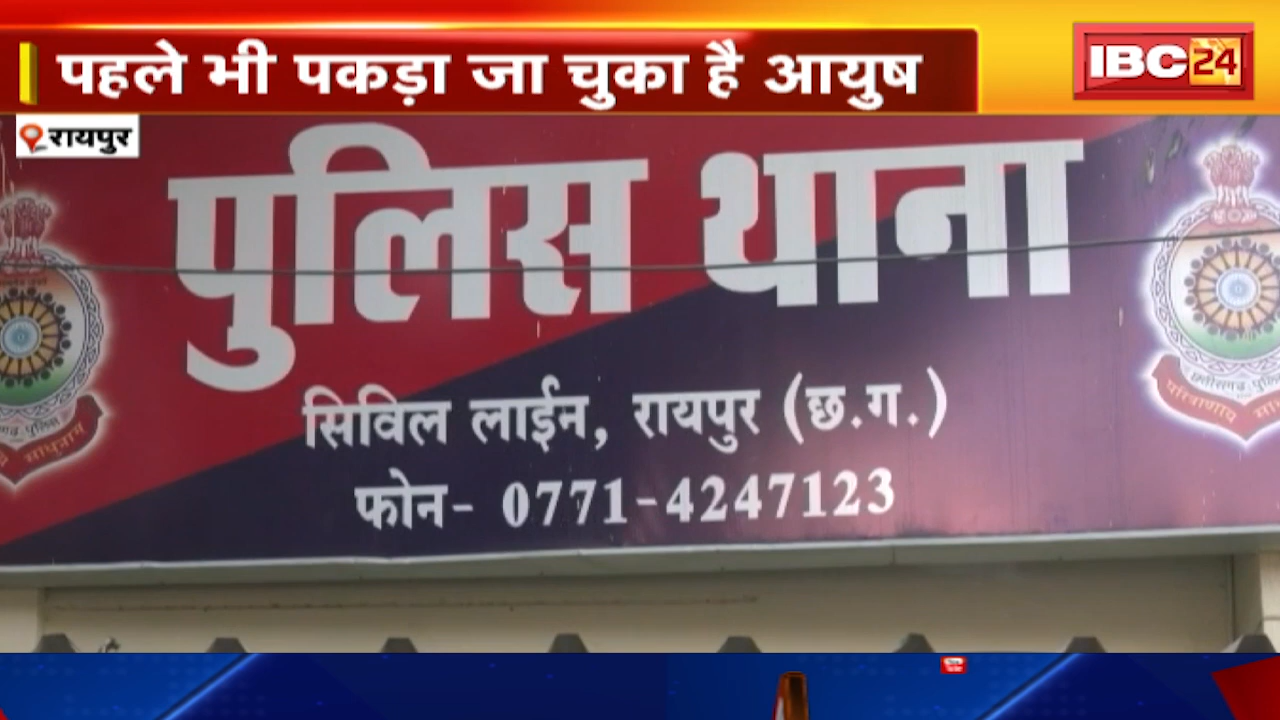 पहले भी पकड़ा जा चुका है आयुष
IBC24
रायपुर
पुलिस थाना
सिविल लाईन, रायपुर (छ.ग.)
फोन- 0771-4247123